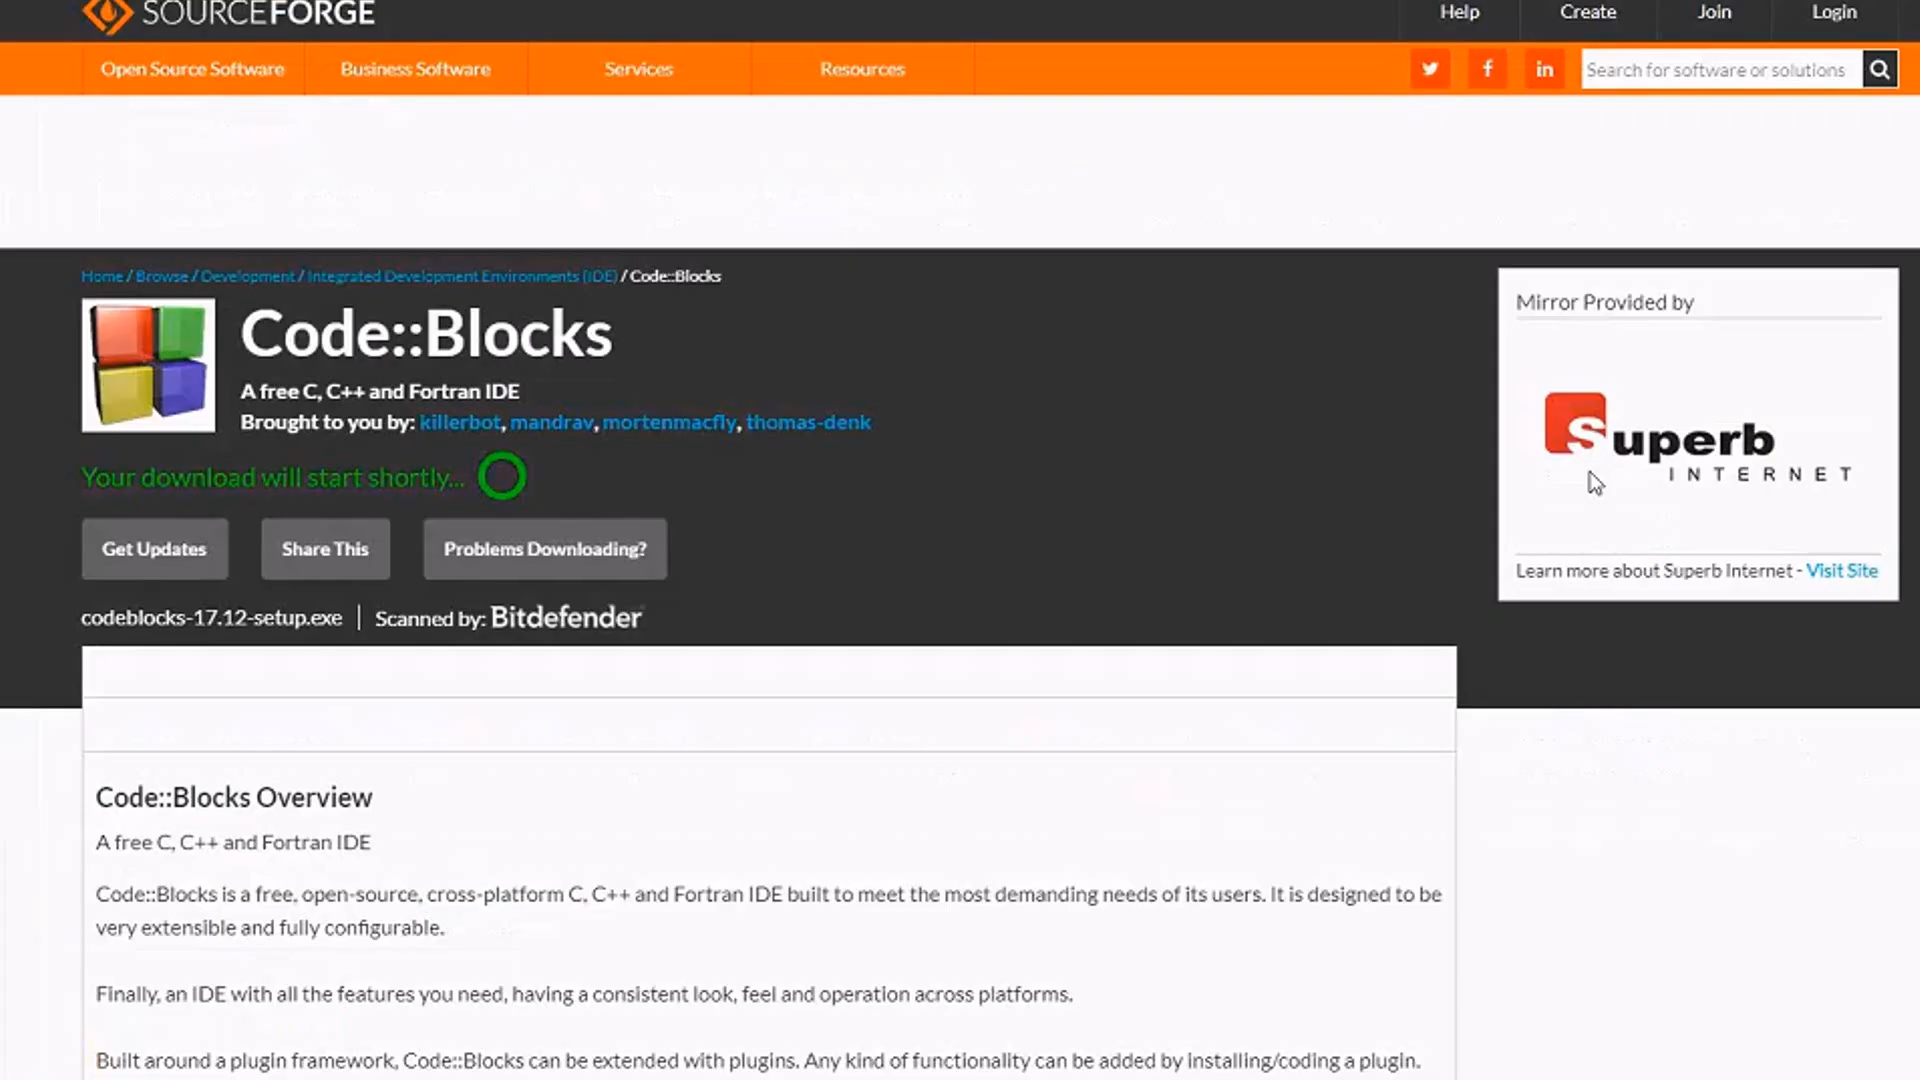 SOURCEFORGE
Help
Create
Join
Login
Open Source Software
Business Software
Services
Resources
Search for software or solutions
Home / Browse / Development / Integrated Development Environments (IDE) / Code::Blocks
Code::Blocks
A free C, C++ and Fortran IDE
Brought to you by: killerbot, mandrav, mortenmacfly, thomas-denk
Your download will start shortly...
Get Updates
Share This
Problems Downloading?
codeblocks-17.12-setup.exe | Scanned by: Bitdefender
Mirror Provided by
Superb
INTERNET
Learn more about Superb Internet - Visit Site
Code::Blocks Overview
A free C, C++ and Fortran IDE
Code::Blocks is a free, open-source, cross-platform C, C++ and Fortran IDE built to meet the most demanding needs of its users. It is designed to be
very extensible and fully configurable.
Finally, an IDE with all the features you need, having a consistent look, feel and operation across platforms.
Built around a plugin framework, Code::Blocks can be extended with plugins. Any kind of functionality can be added by installing/coding a plugin.